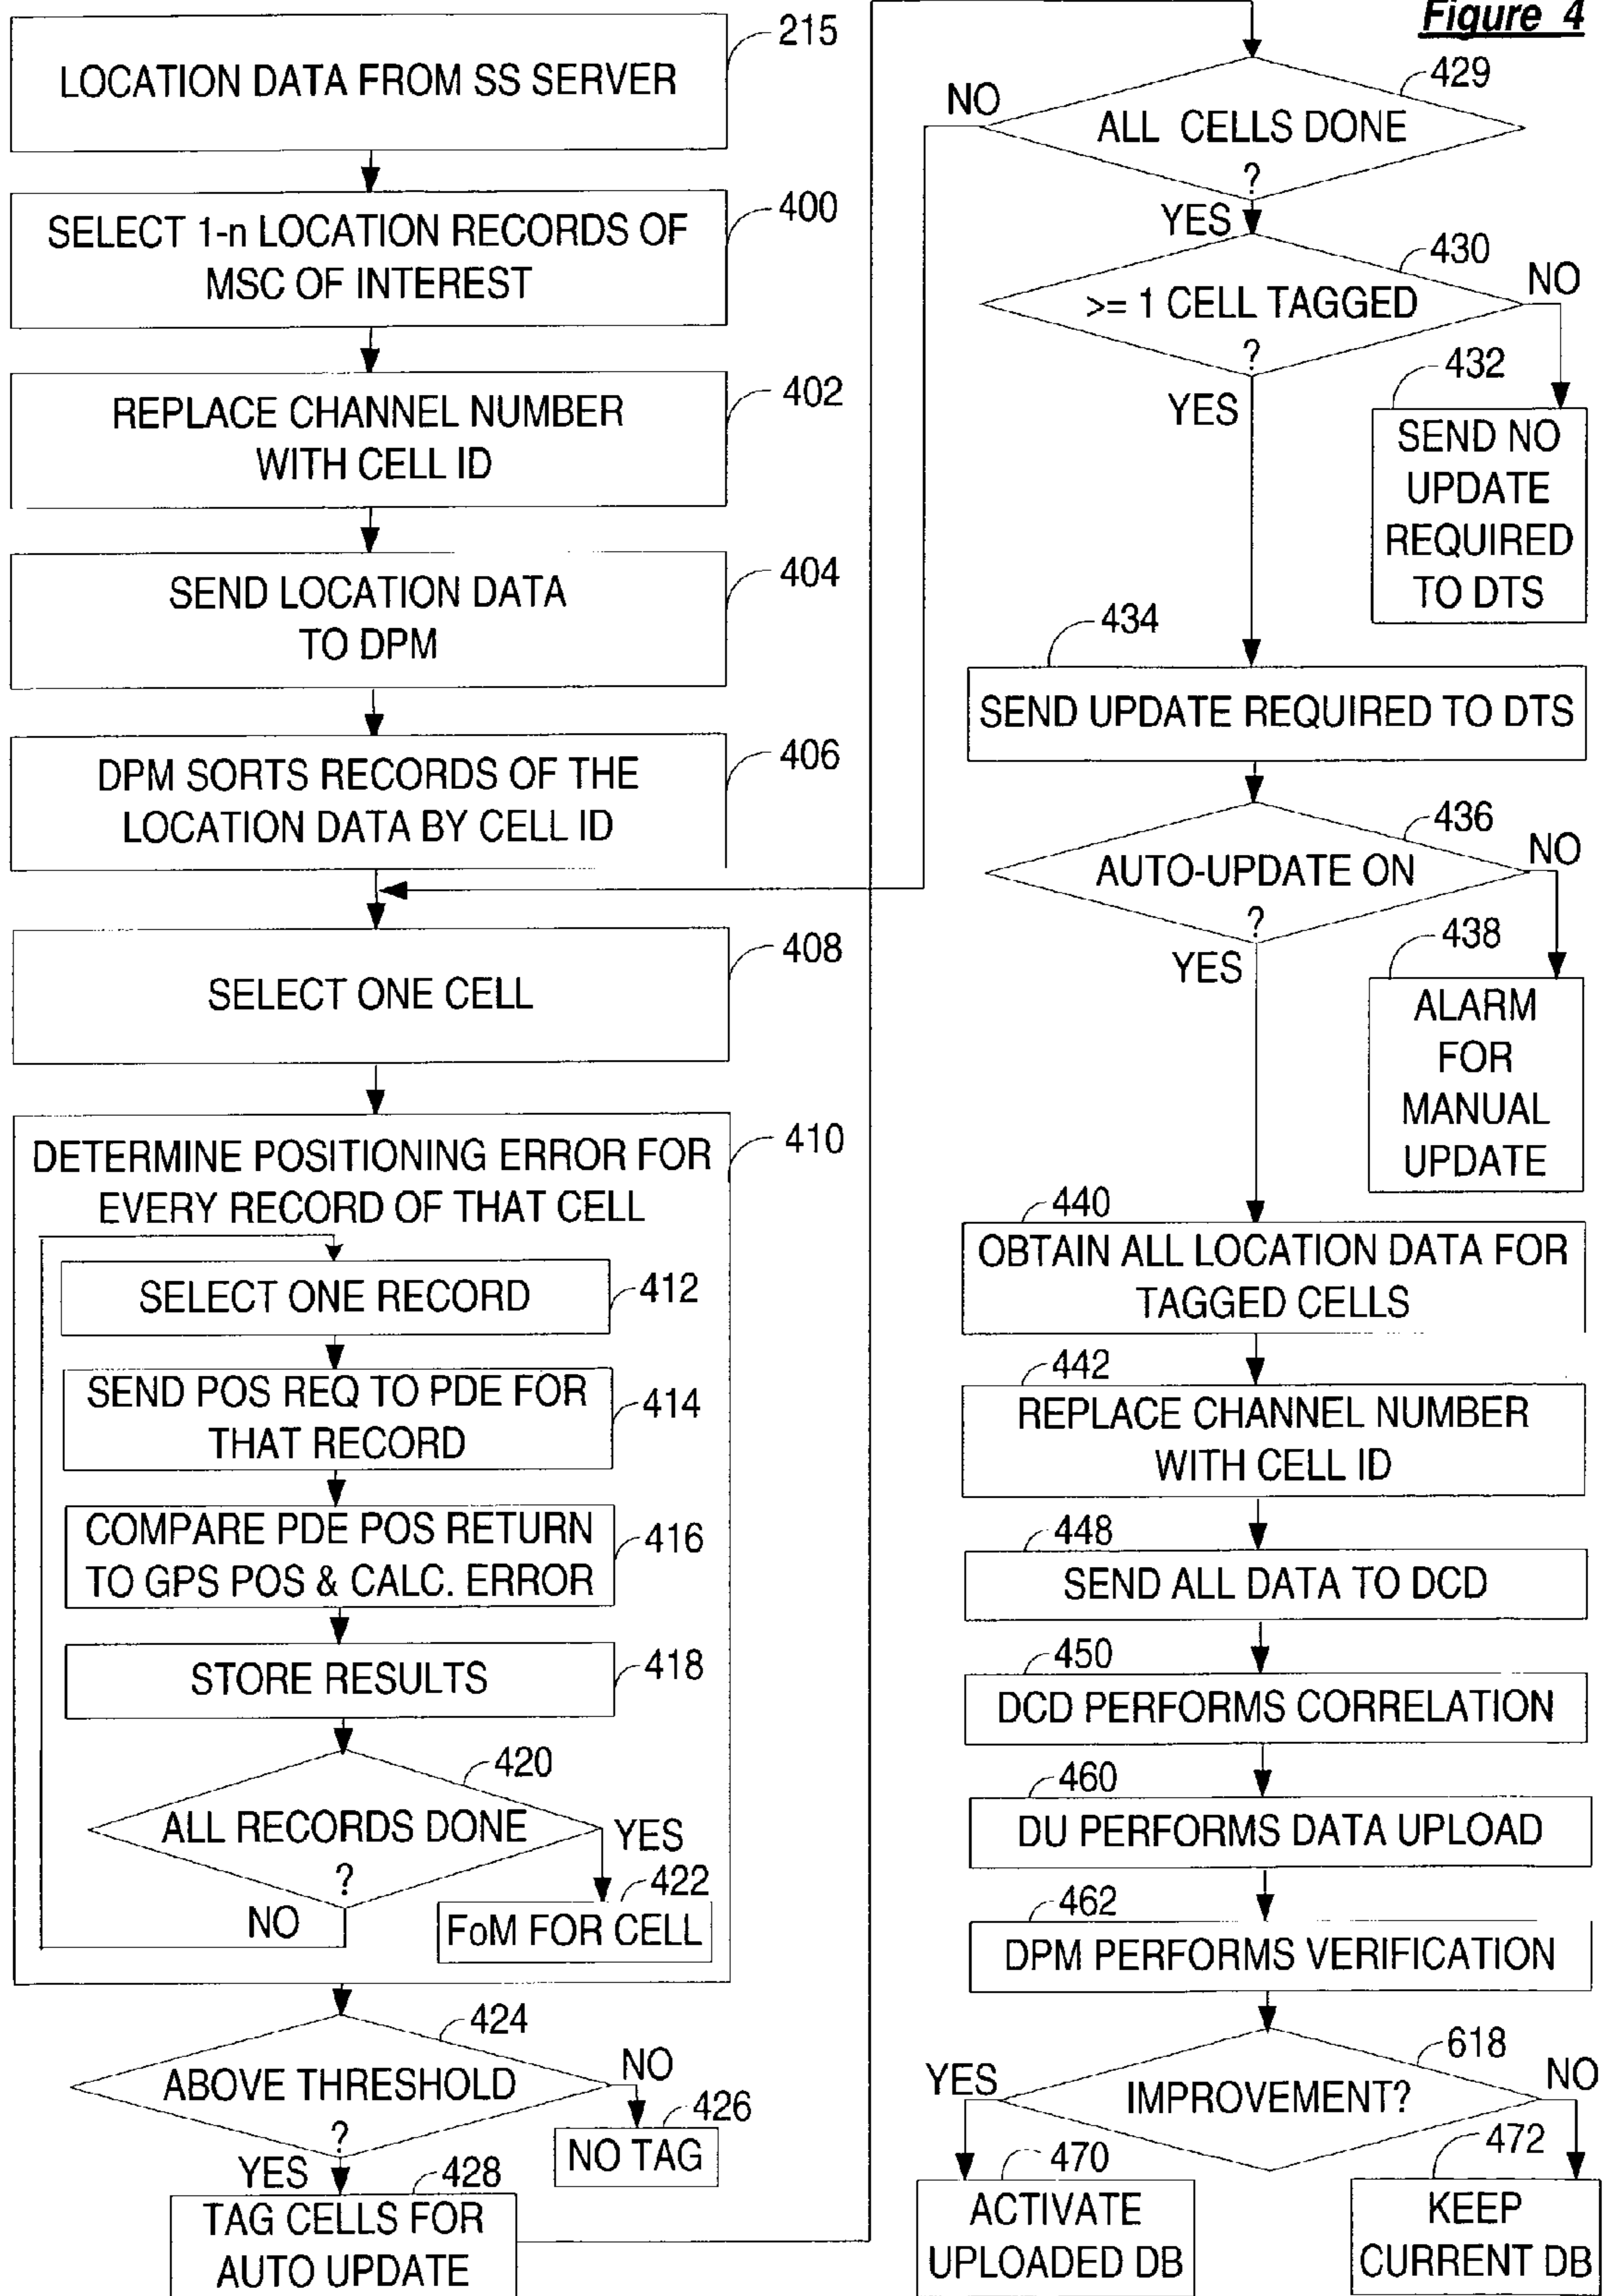 Figure 4
LOCATION DATA FROM SS SERVER
215
SELECT 1-n LOCATION RECORDS OF
MSC OF INTEREST
400
REPLACE CHANNEL NUMBER
WITH CELL ID
402
SEND LOCATION DATA
TO DPM
404
DPM SORTS RECORDS OF THE
LOCATION DATA BY CELL ID
406
SELECT ONE CELL
408
DETERMINE POSITIONING ERROR FOR
EVERY RECORD OF THAT CELL
410
SELECT ONE RECORD
412
SEND POS REQ TO PDE FOR
THAT RECORD
414
COMPARE PDE POS RETURN
TO GPS POS & CALC. ERROR
416
STORE RESULTS
418
420
ALL RECORDS DONE
?
YES
NO
422
FoM FOR CELL
424
ABOVE THRESHOLD
?
NO
426
NO TAG
YES
428
TAG CELLS FOR
AUTO UPDATE
429
NO
ALL CELLS DONE
?
YES
430
NO
>= 1 CELL TAGGED
?
YES
432
SEND NO
UPDATE
REQUIRED
TO DTS
434
SEND UPDATE REQUIRED TO DTS
436
NO
AUTO-UPDATE ON
?
YES
438
ALARM
FOR
MANUAL
UPDATE
440
OBTAIN ALL LOCATION DATA FOR
TAGGED CELLS
442
REPLACE CHANNEL NUMBER
WITH CELL ID
448
SEND ALL DATA TO DCD
450
DCD PERFORMS CORRELATION
460
DU PERFORMS DATA UPLOAD
462
DPM PERFORMS VERIFICATION
618
YES
IMPROVEMENT?
NO
470
ACTIVATE
UPLOADED DB
472
KEEP
CURRENT DB